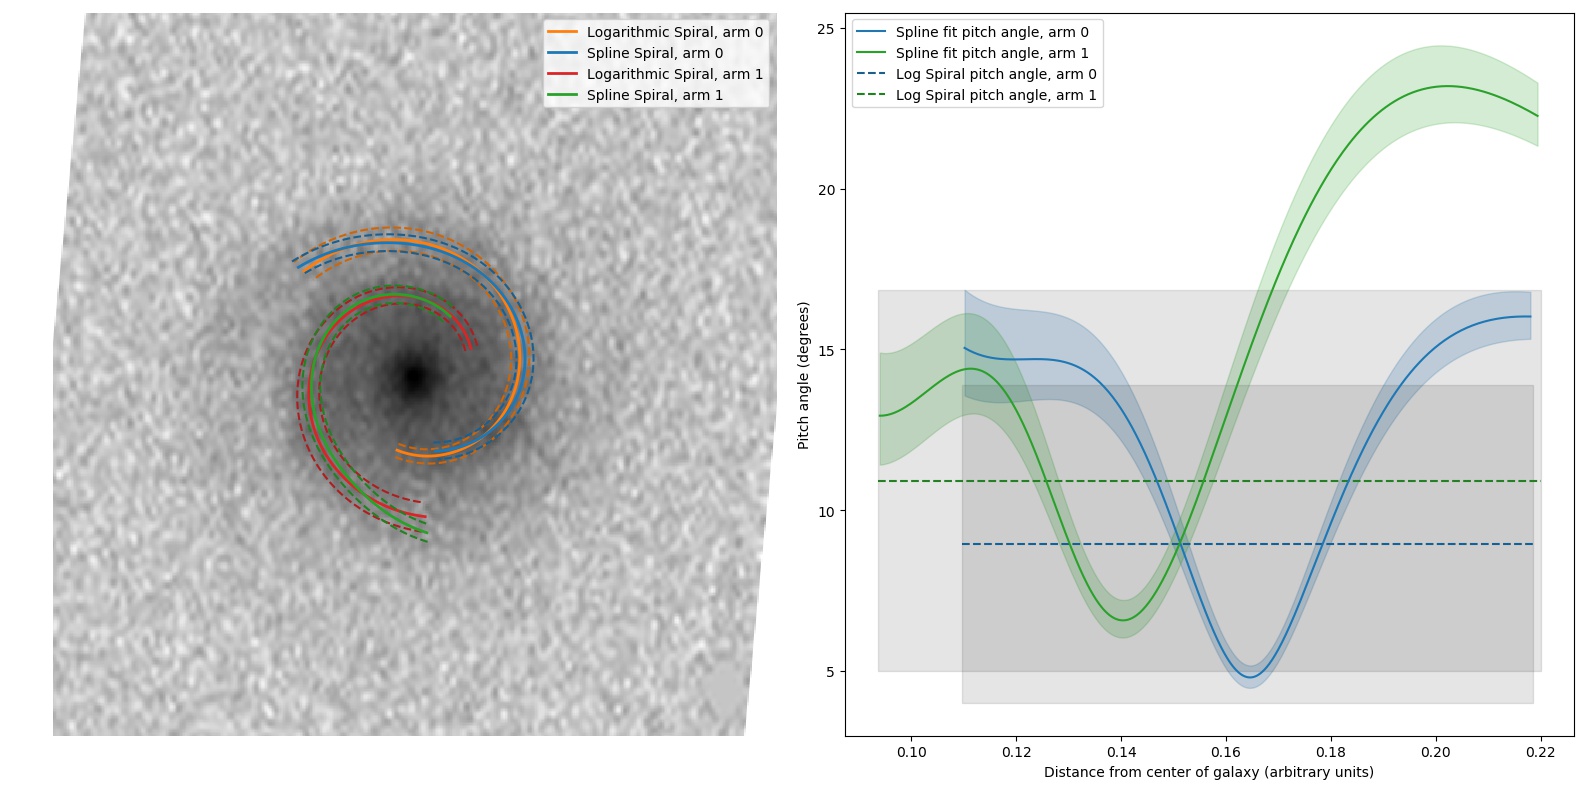 Logarithmic Spiral, arm 0
Spline Spiral, arm 0
Logarithmic Spiral, arm 1
Spline Spiral, arm 1
Spline fit pitch angle, arm 0
Spline fit pitch angle, arm 1
Log Spiral pitch angle, arm 0
Log Spiral pitch angle, arm 1
25
20
15
10
5
Pitch angle (degrees)
0.10 0.12 0.14 0.16 0.18 0.20 0.22
Distance from center of galaxy (arbitrary units)